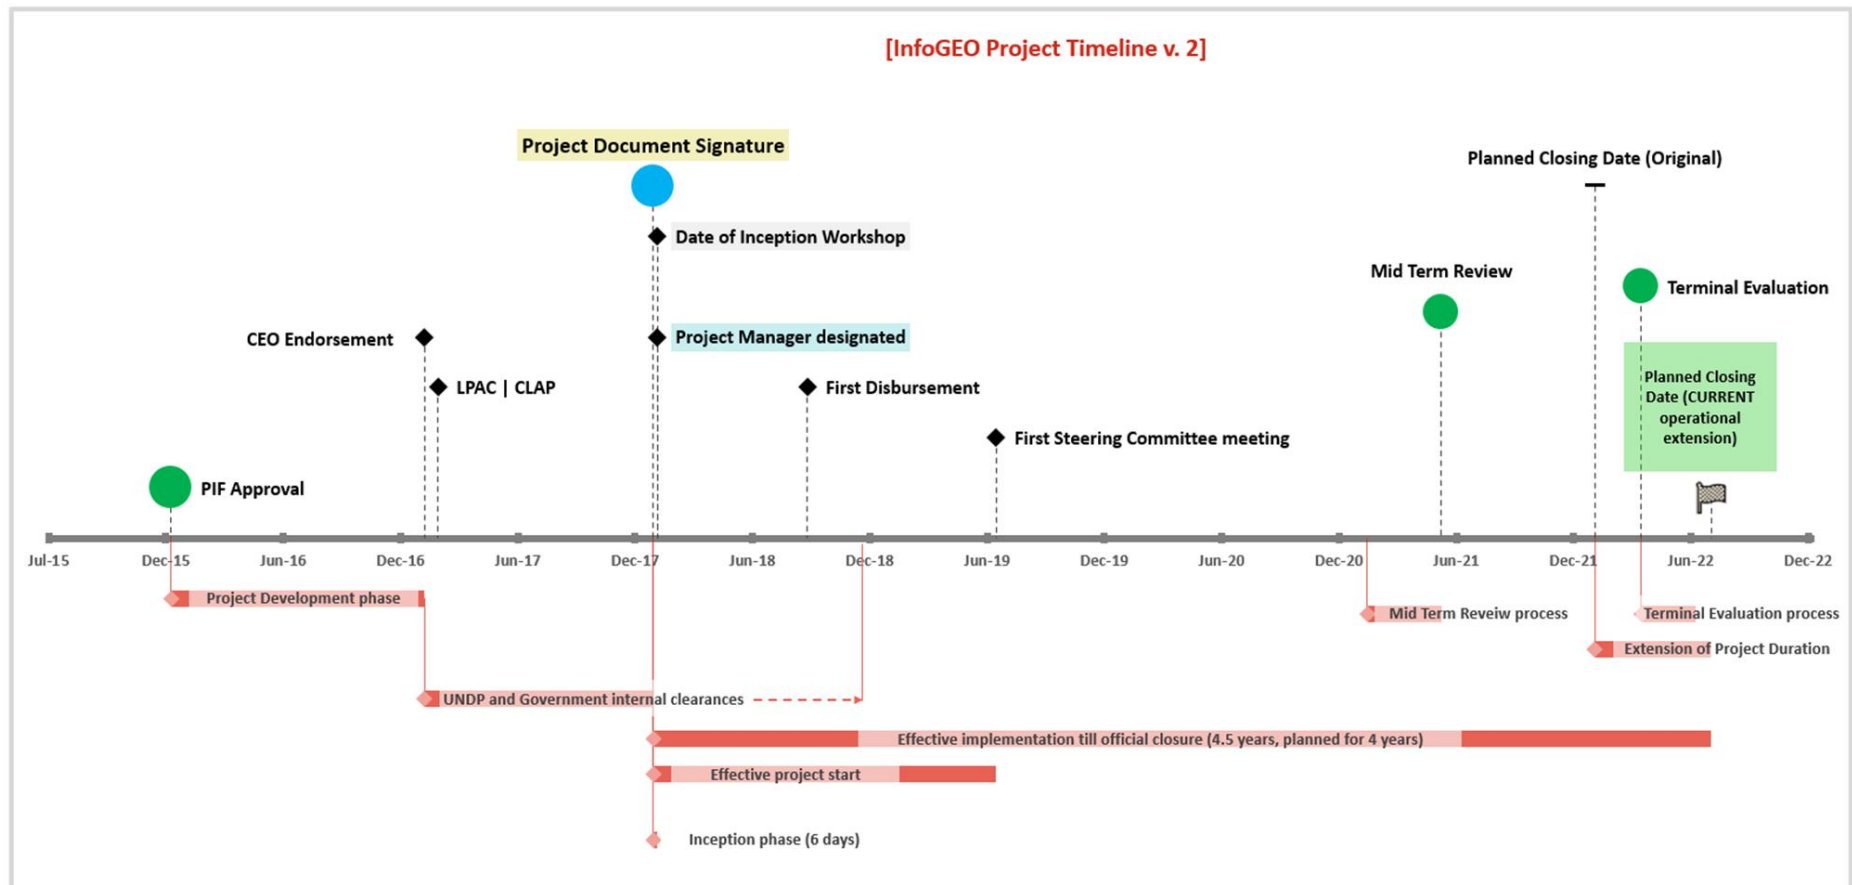 [InfoGEO Project Timeline v. 2]
Project Document Signature
Planned Closing Date (Original)
Date of Inception Workshop
Mid Term Review
Terminal Evaluation
CEO Endorsement
Project Manager designated
LPAC | CLAP
First Disbursement
Planned Closing
Date (CURRENT
operational
extension)
First Steering Committee meeting
PIF Approval
Jul-15 Dec-15 Jun-16 Dec-16 Jun-17 Dec-17 Jun-18 Dec-18 Jun-19 Dec-19 Jun-20 Dec-20 Jun-21 Dec-21 Jun-22 Dec-22
Project Development phase
Mid Term Reveiw process
Terminal Evaluation process
Extension of Project Duration
UNDP and Government internal clearances
Effective implementation till official closure (4.5 years, planned for 4 years)
Effective project start
Inception phase (6 days)